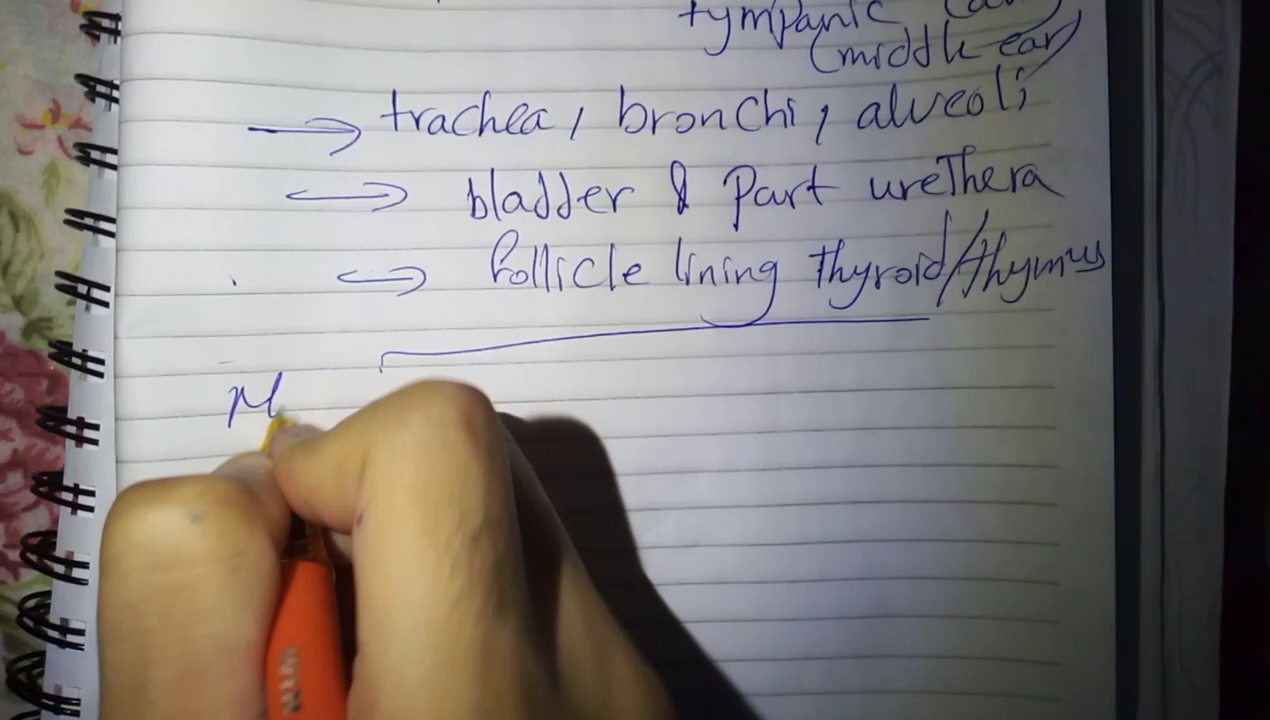 tympanic
(middle ear)
→ trachea, bronchi, alveoli
→ bladder & Part ureThera
→ follicle lining Thyroid/Thymus
M